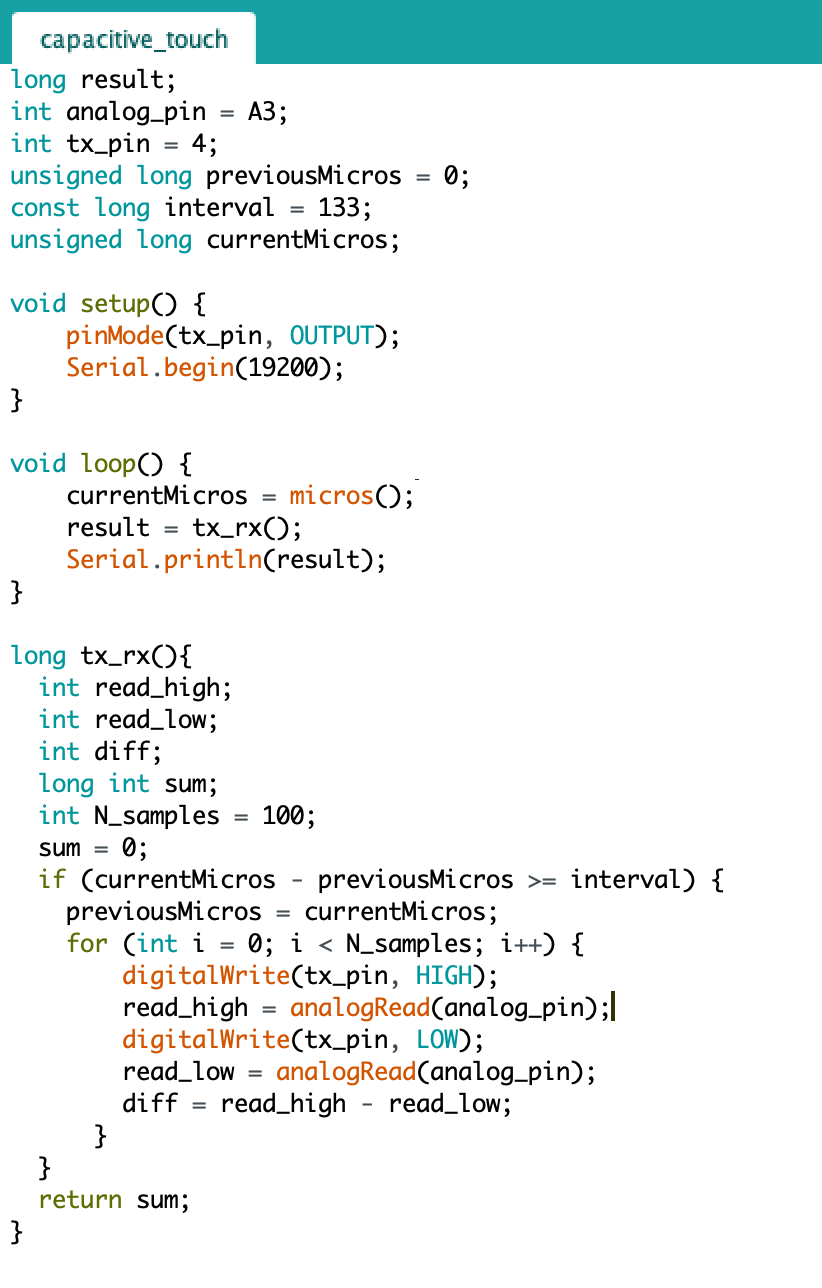 capacitive_touch
long result;
int analog_pin = A3;
int tx_pin = 4;
unsigned long previousMicros = 0;
const long interval = 133;
unsigned long currentMicros;

void setup() {
    pinMode(tx_pin, OUTPUT);
    Serial.begin(19200);
}

void loop() {
    currentMicros = micros();
    result = tx_rx();
    Serial.println(result);
}

long tx_rx(){
  int read_high;
  int read_low;
  int diff;
  long int sum;
  int N_samples = 100;
  sum = 0;
  if (currentMicros - previousMicros >= interval) {
    previousMicros = currentMicros;
    for (int i = 0; i < N_samples; i++) {
        digitalWrite(tx_pin, HIGH);
        read_high = analogRead(analog_pin);
        digitalWrite(tx_pin, LOW);
        read_low = analogRead(analog_pin);
        diff = read_high - read_low;
      }
  }
  return sum;
}